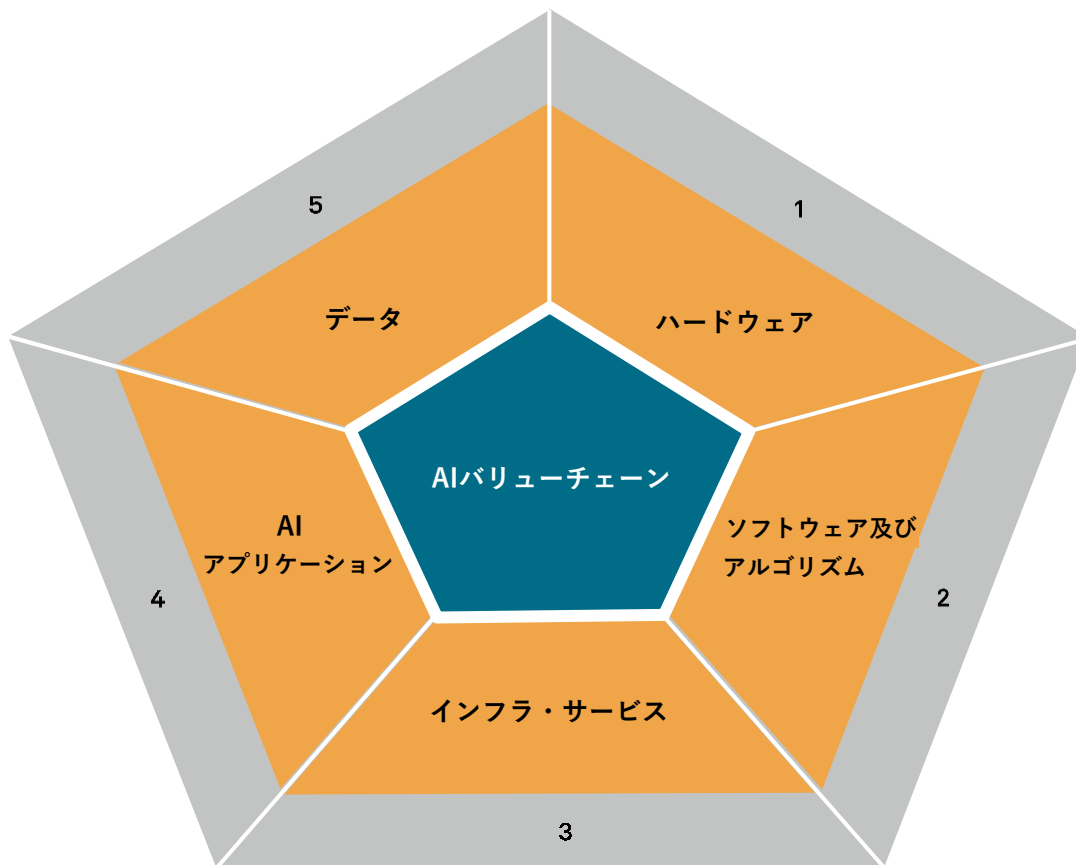 5
1
データ
ハードウェア
AIバリューチェーン
AI
アプリケーション
ソフトウェア及び
アルゴリズム
4
2
インフラ・サービス
3